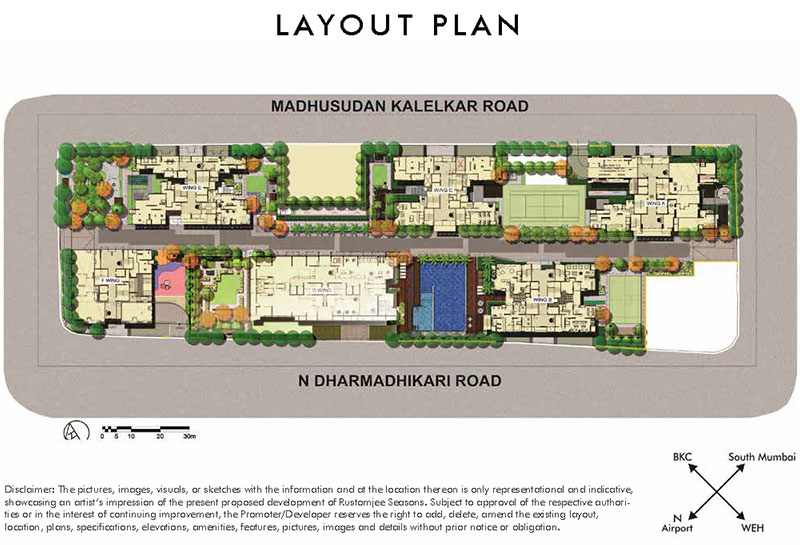 LAYOUT PLAN
MADHUSUDAN KALELKAR ROAD
WING E
WING C
WING A
F WING
D WING
WING B
N DHARMADHIKARI ROAD
0 5 10 20 30m
BKC South Mumbai
N
Airport WEH
Disclaimer: The pictures, images, visuals, or sketches with the information and at the location thereon is only representational and indicative,
showcasing an artist's impression of the present proposed development of Rustomjee Seasons. Subject to approval of the respective authori-
ties or in the interest of continuing improvement, the Promoter/Developer reserves the right to add, delete, amend the existing layout,
location, plans, specifications, elevations, amenities, features, pictures, images and details without prior notice or obligation.